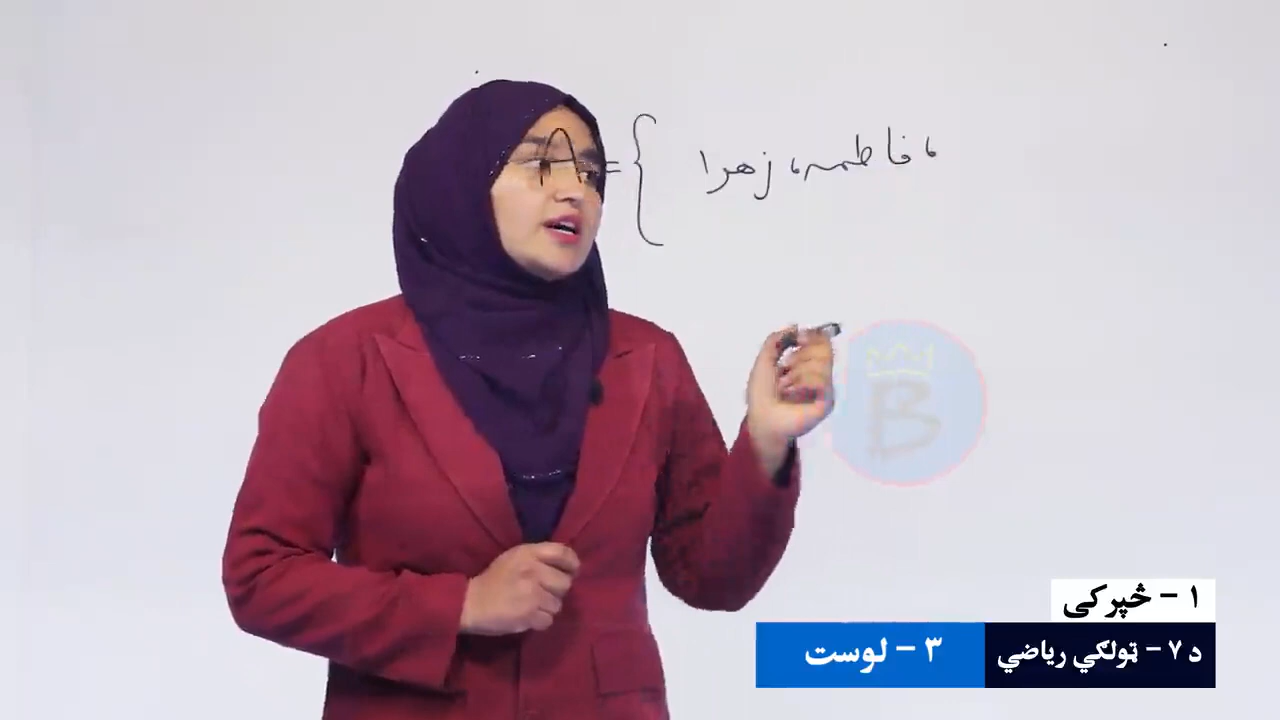 A = { زهرا، فاطمه،
B
۱ – څپرکی
د ۷ – ټولګي ریاضي
۳ – لوست